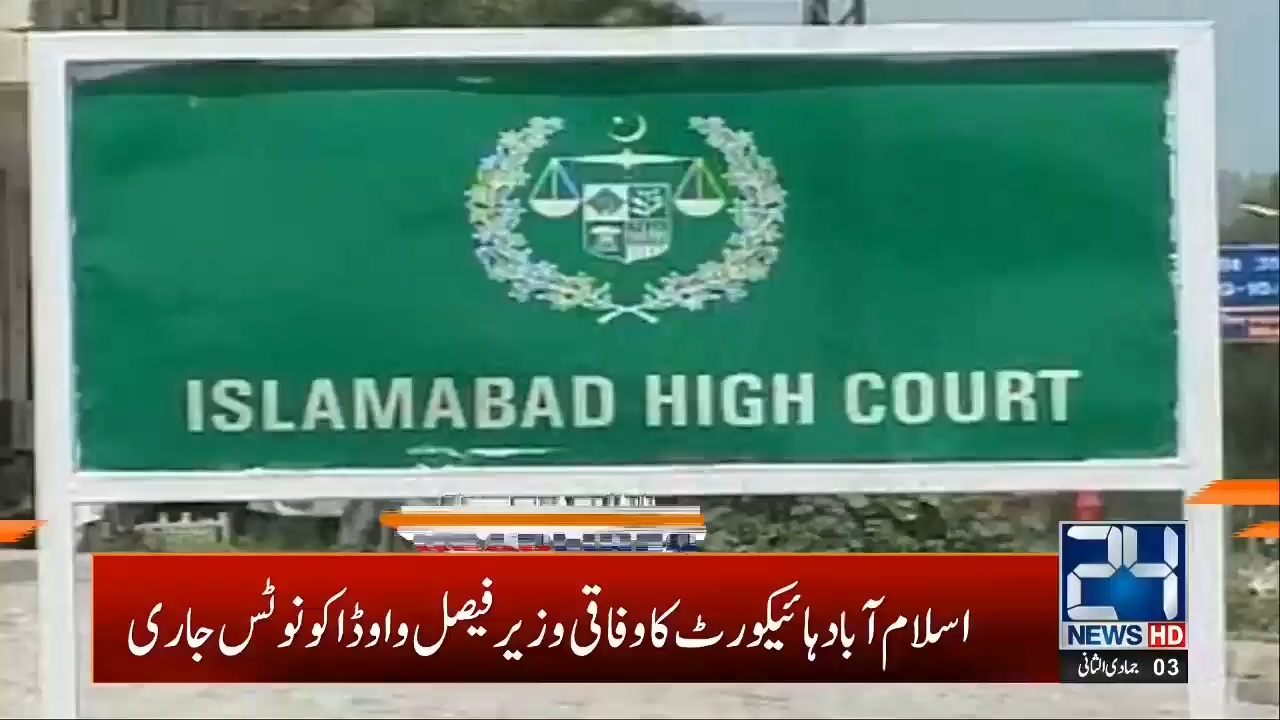 ISLAMABAD HIGH COURT
اسلام آباد ہائیکورٹ کا وفاقی وزیر فیصل واوڈا کو نوٹس جاری
24
NEWS HD
03 جمادی الثانی